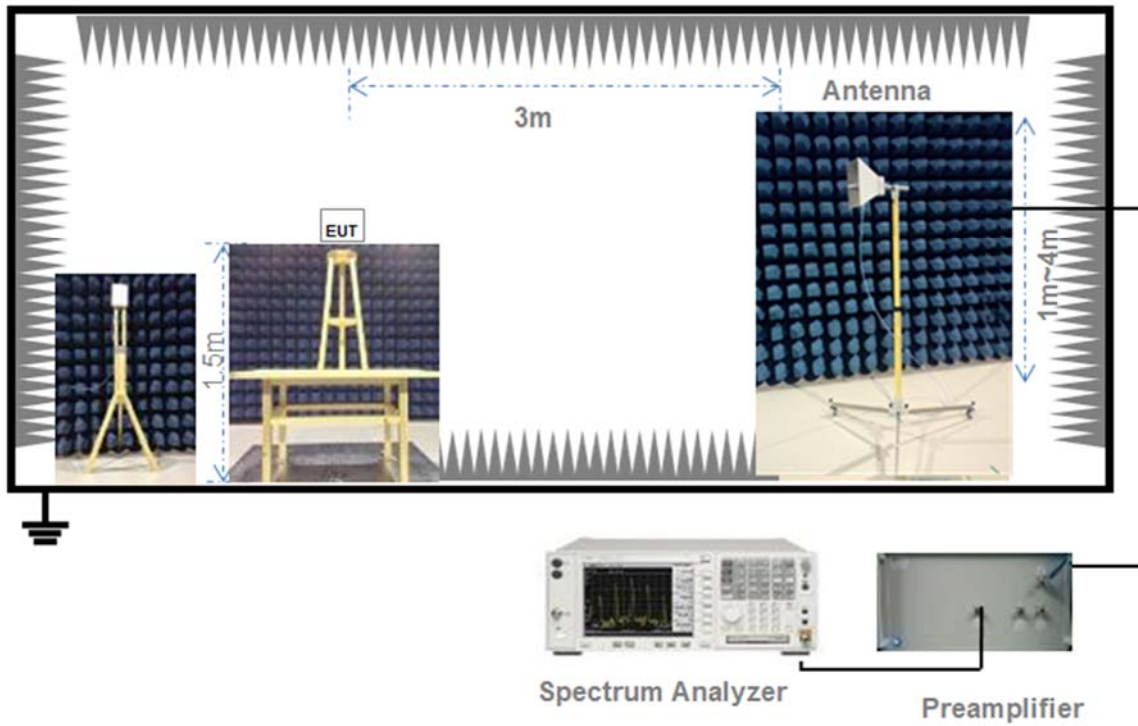 Antenna
3m
EUT
1.5m
1m~4m
Spectrum Analyzer
Preamplifier